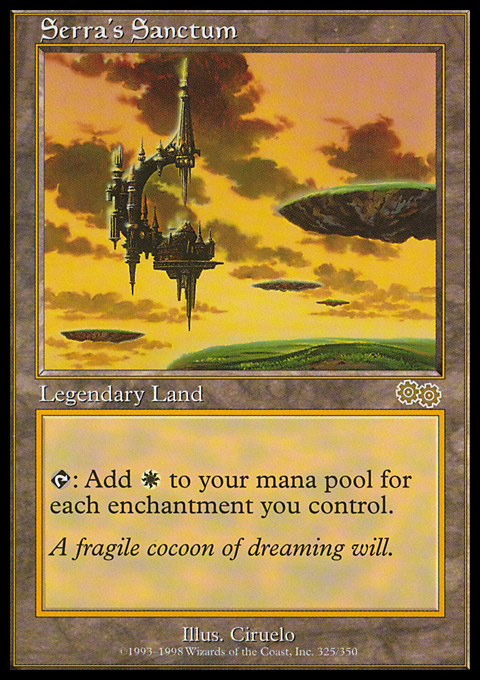 Serra's Sanctum
Legendary Land
: Add to your mana pool for
each enchantment you control.
A fragile cocoon of dreaming will.
Illus. Ciruelo
©1993–1998 Wizards of the Coast, Inc. 325/350